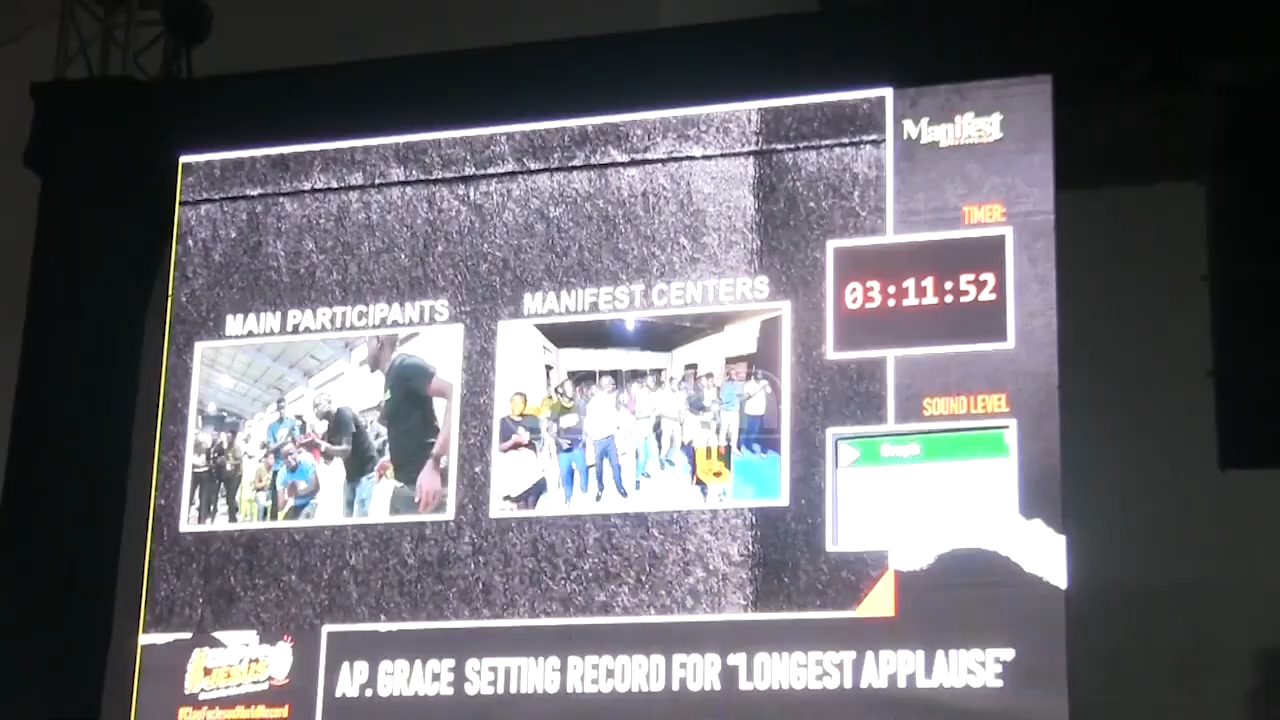 Manifest
TIMER:
03:11:52
MAIN PARTICIPANTS
MANIFEST CENTERS
SOUND LEVEL
AP. GRACE SETTING RECORD FOR "LONGEST APPLAUSE"